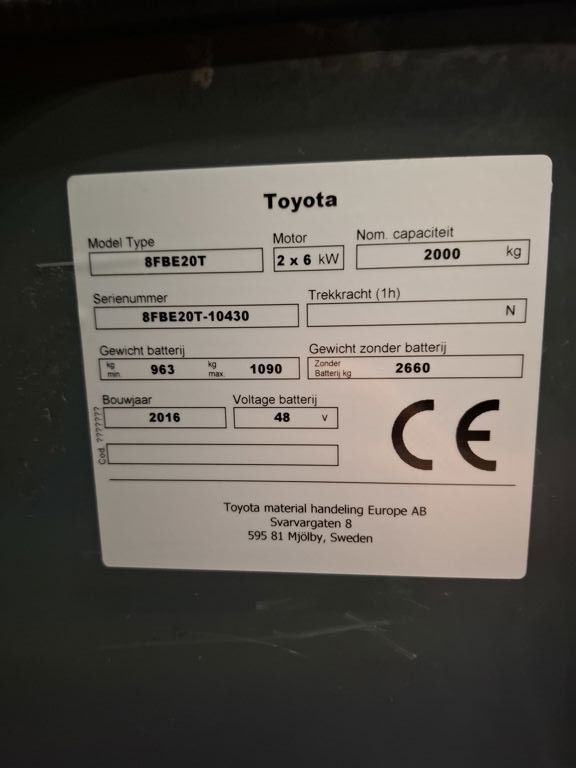 Toyota
Model Type Motor Nom. capaciteit
8FBE20T 2 x 6 kW 2000 kg
Serienummer Trekkracht (1h)
8FBE20T-10430 N
Gewicht batterij Gewicht zonder batterij
kg min. 963 kg max. 1090 Zonder Batterij kg 2660
Bouwjaar Voltage batterij
2016 48 v
Cod. ???????
CE
Toyota material handeling Europe AB
Svarvargaten 8
595 81 Mjölby, Sweden